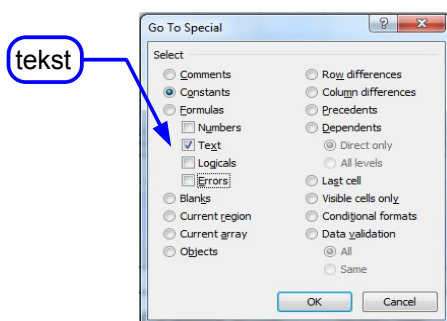 tekst
Go To Special
Select
Comments
Constants
Formulas
Numbers
Text
Logicals
Errors
Blanks
Current region
Current array
Objects
Row differences
Column differences
Precedents
Dependents
Direct only
All levels
Last cell
Visible cells only
Conditional formats
Data validation
All
Same
OK
Cancel